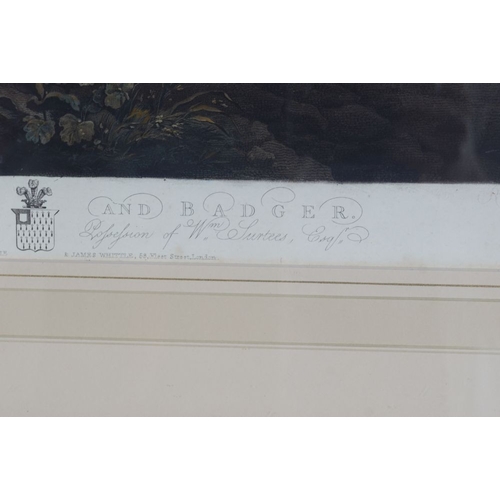 AND BADGER.
Possession of Wm. Surtees, Esqr.
& JAMES WHITTLE, 53, Fleet Street, London